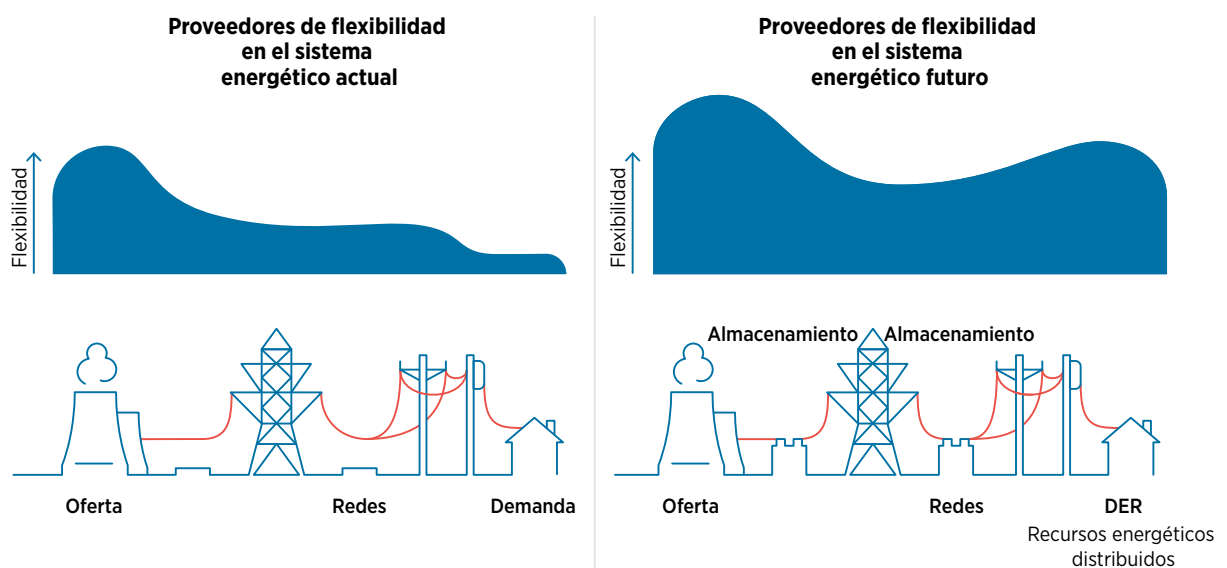 Proveedores de flexibilidad
en el sistema
energético actual
Flexibilidad
Oferta
Redes
Demanda
Proveedores de flexibilidad
en el sistema
energético futuro
Flexibilidad
Almacenamiento
Almacenamiento
Oferta
Redes
DER
Recursos energéticos
distribuidos